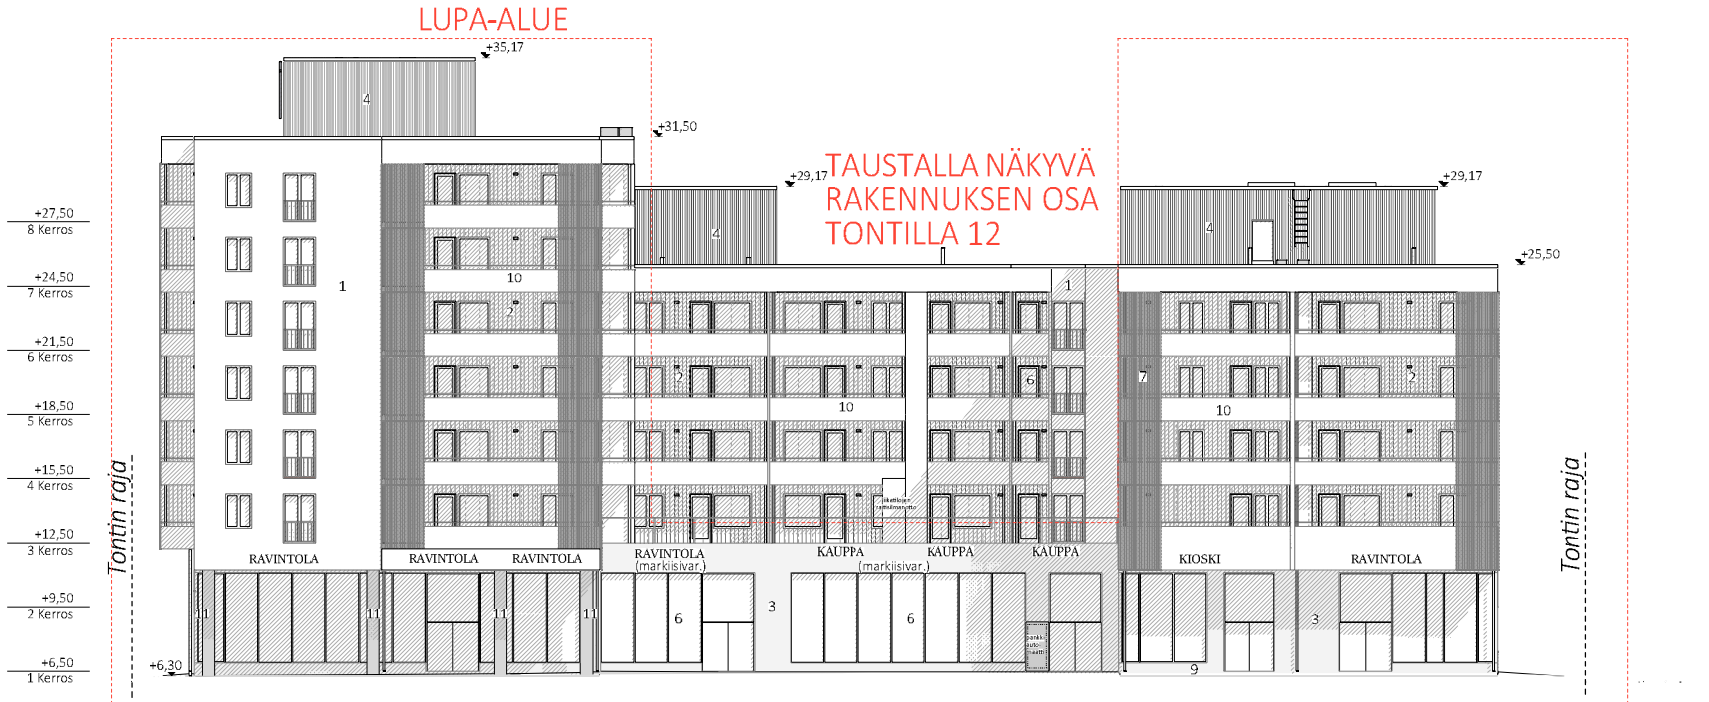 LUPA-ALUE
+35,17
4
+31,50
TAUSTALLA NÄKYVÄ
RAKENNUKSEN OSA
TONTILLA 12
+29,17
+29,17
4
4
+27,50
8 Kerros
+25,50
+24,50
7 Kerros
1
10
1
2
+21,50
6 Kerros
2
6
7
2
+18,50
5 Kerros
10
10
+15,50
4 Kerros
Tontin raja
Tontin raja
+12,50
3 Kerros
RAVINTOLA
RAVINTOLA
RAVINTOLA
RAVINTOLA
(markiisivar.)
KAUPPA
KAUPPA
(markiisivar.)
KAUPPA
KIOSKI
RAVINTOLA
+9,50
2 Kerros
11
11
11
11
6
3
6
3
pankki-
auto-
maatti
+6,50
1 Kerros
+6,30
9